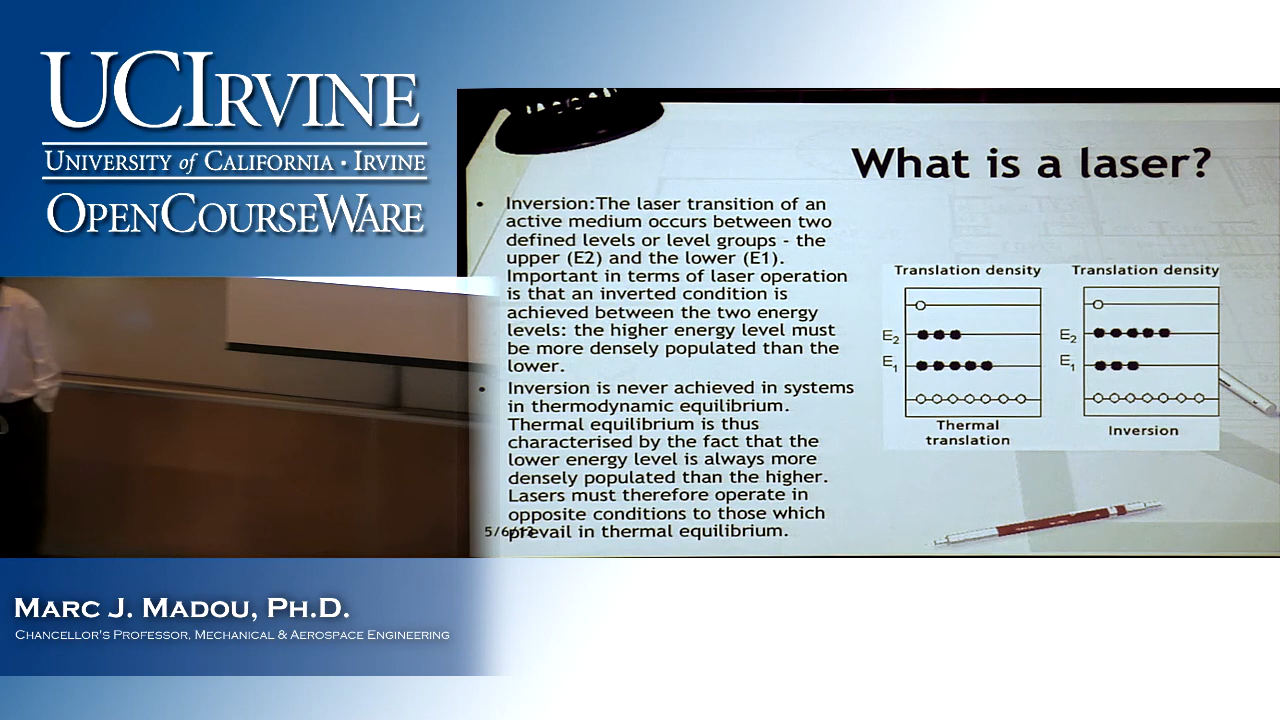 UCIRVINE
UNIVERSITY of CALIFORNIA · IRVINE
OPENCOURSEWARE
What is a laser?
• Inversion:The laser transition of an
active medium occurs between two
defined levels or level groups - the
upper (E2) and the lower (E1).
Important in terms of laser operation
is that an inverted condition is
achieved between the two energy
levels: the higher energy level must
be more densely populated than the
lower.
• Inversion is never achieved in systems
in thermodynamic equilibrium.
Thermal equilibrium is thus
characterised by the fact that the
lower energy level is always more
densely populated than the higher.
Lasers must therefore operate in
opposite conditions to those which
prevail in thermal equilibrium.
Translation density
E2
E1
Thermal
translation
Translation density
E2
E1
Inversion
MARC J. MADOU, PH.D.
CHANCELLOR'S PROFESSOR, MECHANICAL & AEROSPACE ENGINEERING